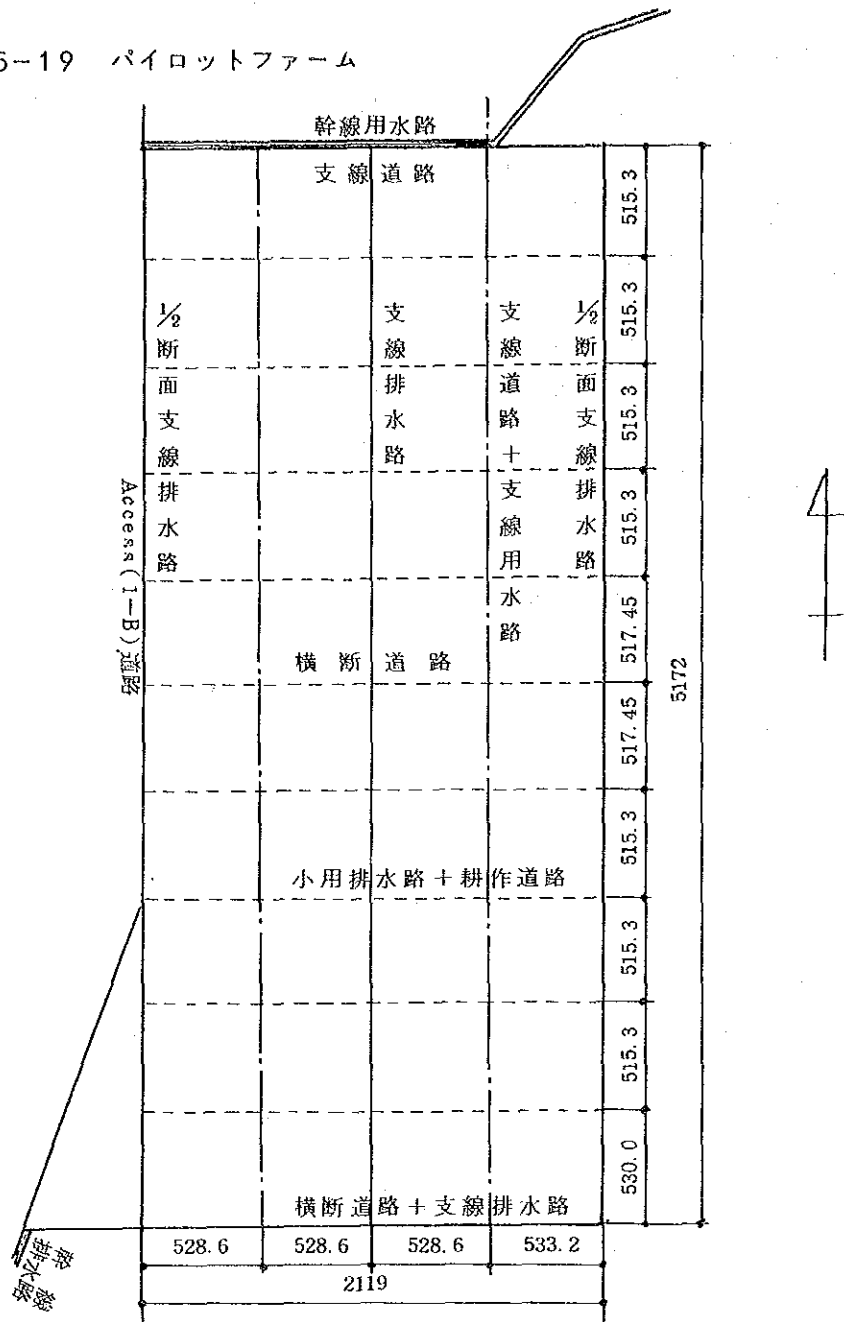 6-19 パイロットファーム
幹線用水路
支線道路
515.3
515.3
515.3
515.3
517.45
517.45
515.3
515.3
515.3
530.0
5172
1/2断面支線排水路
支線排水路
支線道路+支線用水路
1/2断面支線排水路
Access(1-B)道路
横断道路
小用排水路+耕作道路
横断道路+支線排水路
528.6 528.6 528.6 533.2
2119
幹線
排水路